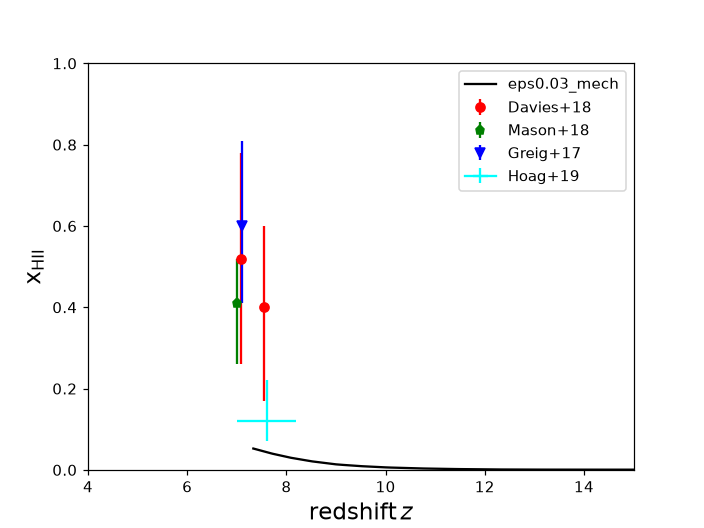 1.0
0.8
0.6
0.4
0.2
0.0
xHII
eps0.03_mech
Davies+18
Mason+18
Greig+17
Hoag+19
4 6 8 10 12 14
redshift z